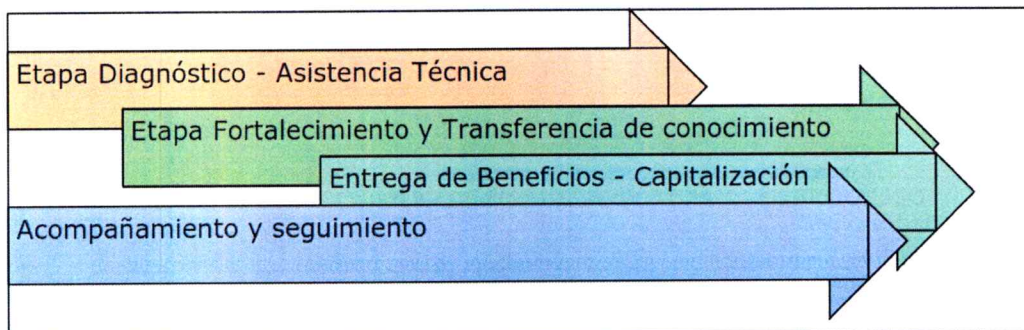 Etapa Diagnóstico - Asistencia Técnica
Etapa Fortalecimiento y Transferencia de conocimiento
Entrega de Beneficios - Capitalización
Acompañamiento y seguimiento